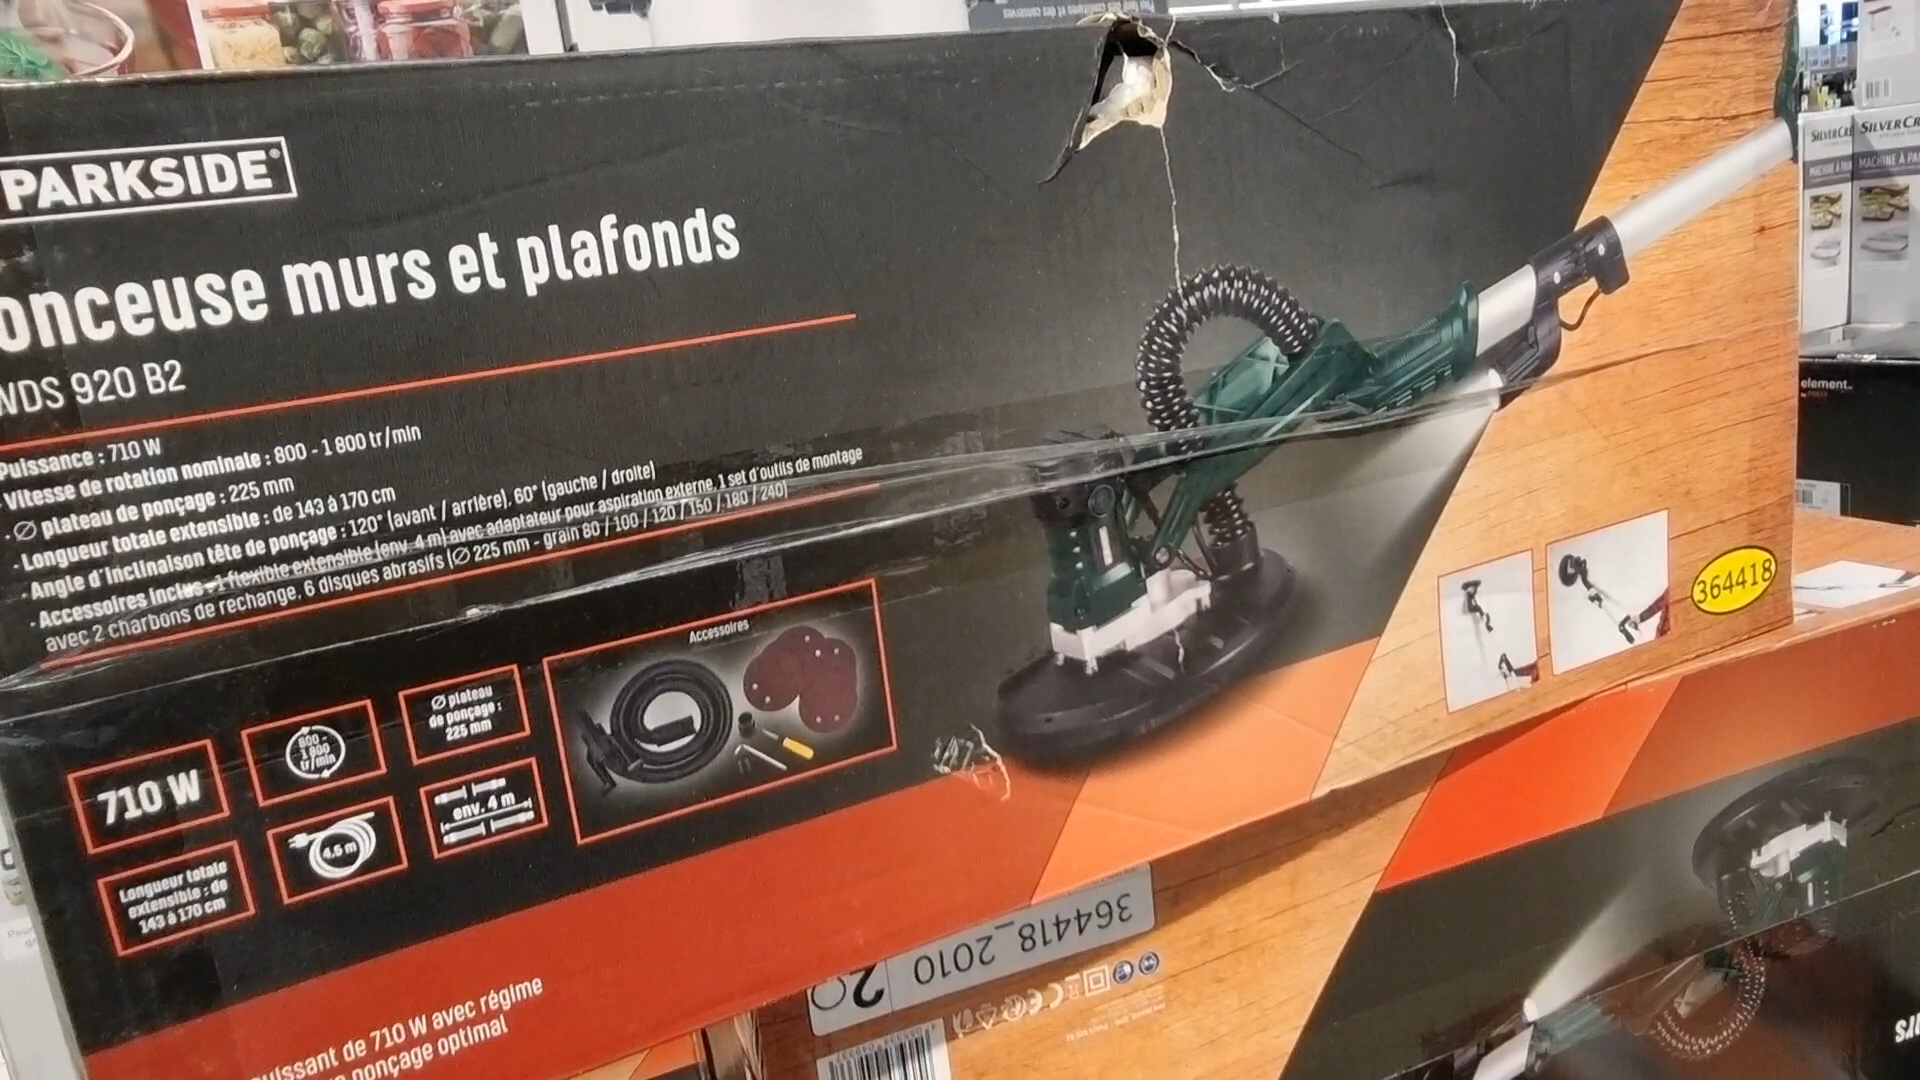 PARKSIDE®
onceuse murs et plafonds
WDS 920 B2
Puissance : 710 W
- Vitesse de rotation nominale : 800 - 1 800 tr/min
- Ø plateau de ponçage : 225 mm
- Longueur totale extensible : de 143 à 170 cm
- Angle d'inclinaison tête de ponçage : 120° (avant / arrière), 60° (gauche / droite)
- Accessoires inclus : 1 flexible extensible (env. 4 m) avec adaptateur pour aspiration externe, 1 set d'outils de montage
avec 2 charbons de rechange, 6 disques abrasifs (Ø 225 mm - grain 80 / 100 / 120 / 150 / 180 / 240)
710 W
800 -
1 800
tr/min
Ø plateau
de ponçage :
225 mm
Longueur totale
extensible : de
143 à 170 cm
4.5 m
env. 4 m
Accessoires
364418
uissant de 710 W avec régime
ponçage optimal
364418_2010
2
SILVERCR
MACHINE À PA
SILVERCR
MACHINE À PA
element